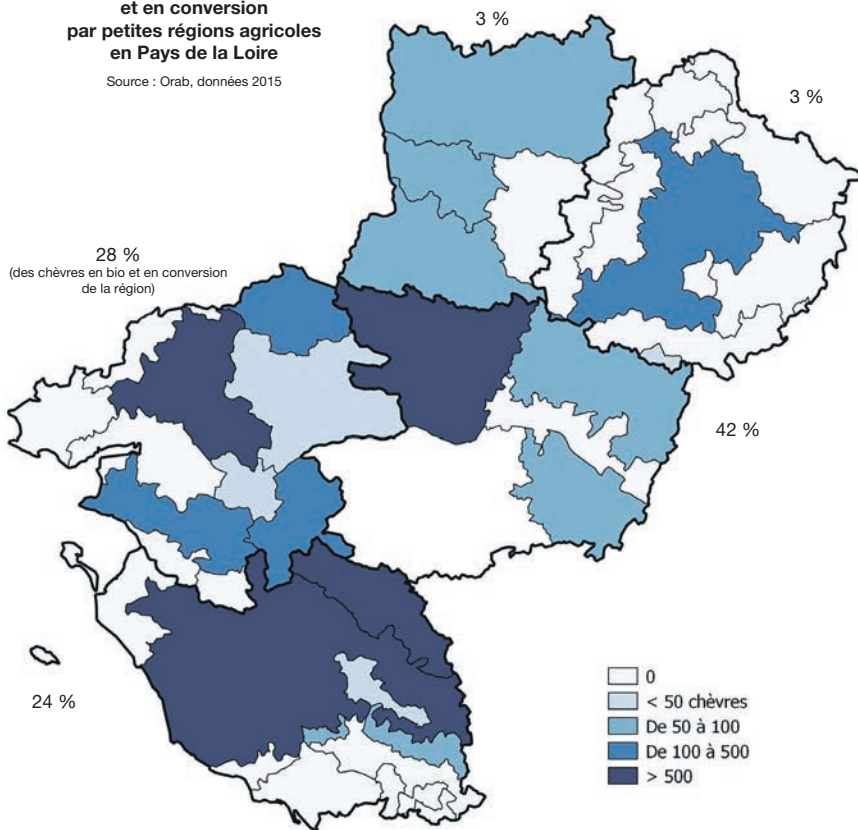 et en conversion
par petites régions agricoles
en Pays de la Loire
Source : Orab, données 2015
3 %
3 %
28 %
(des chèvres en bio et en conversion
de la région)
42 %
24 %
0
< 50 chèvres
De 50 à 100
De 100 à 500
> 500